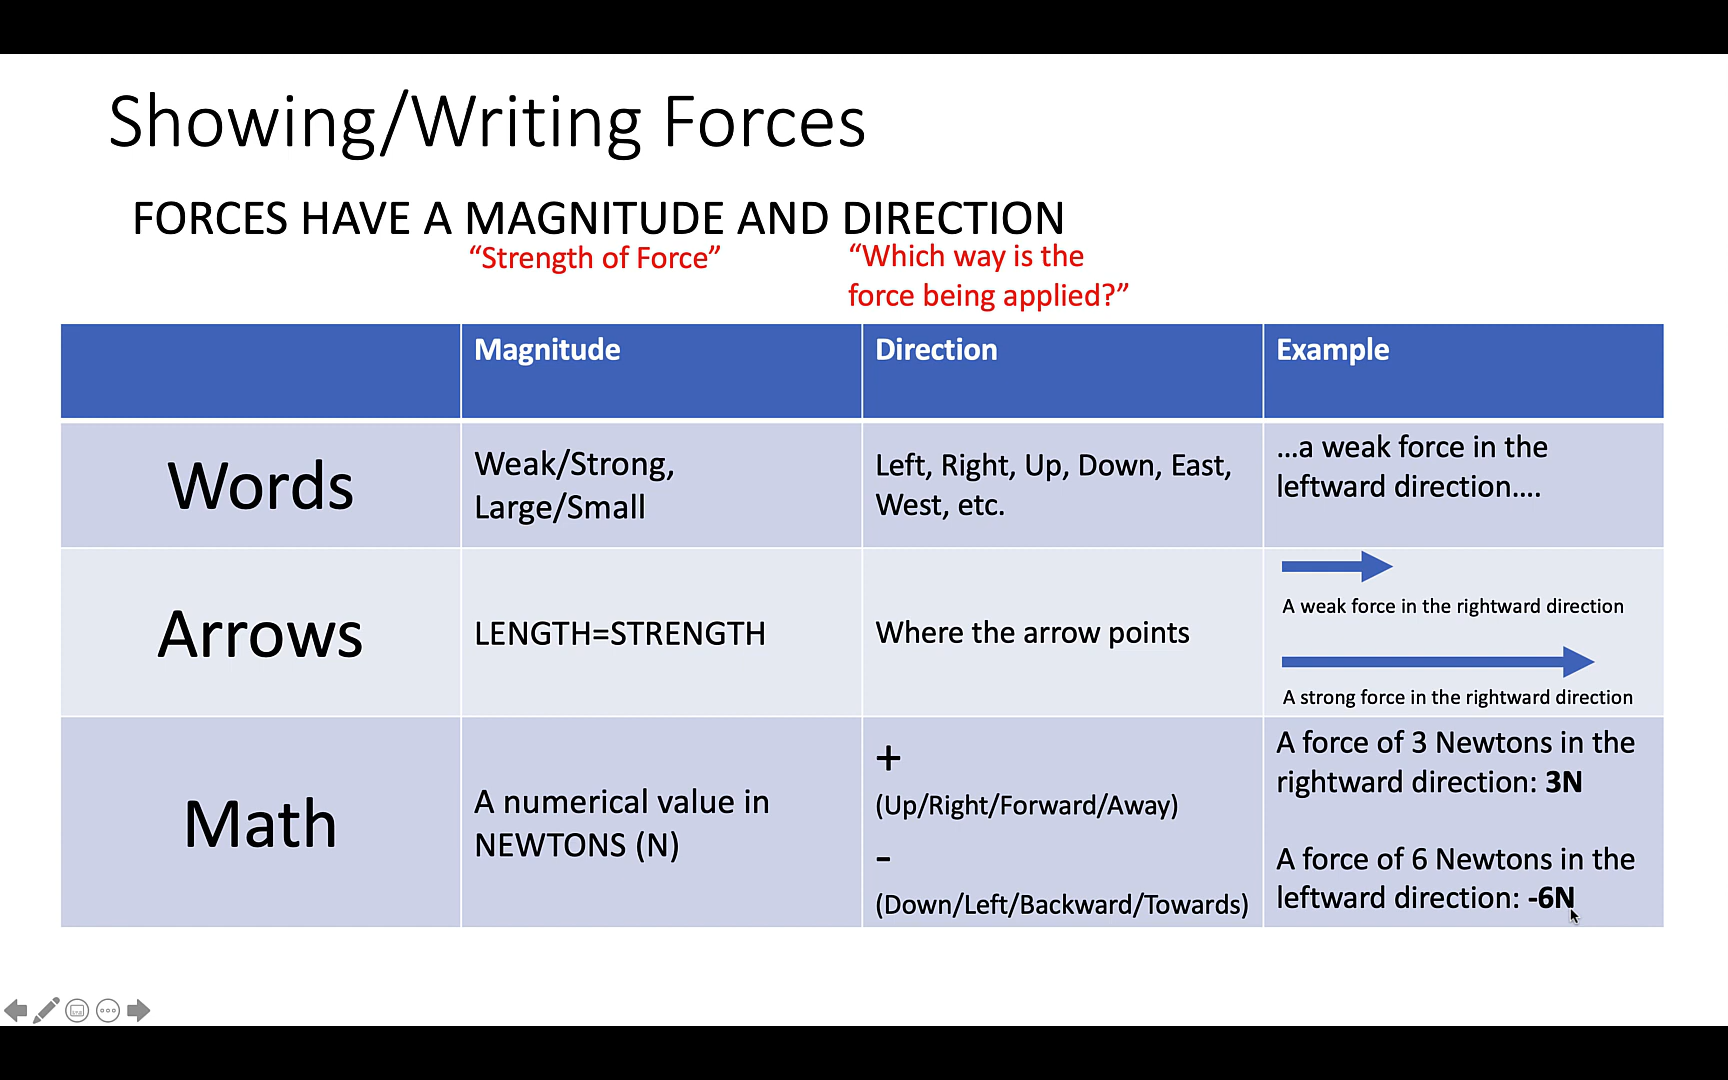 Showing/Writing Forces
FORCES HAVE A MAGNITUDE AND DIRECTION
“Strength of Force”
“Which way is the
force being applied?”
Magnitude
Direction
Example
Words
Weak/Strong,
Large/Small
Left, Right, Up, Down, East,
West, etc.
...a weak force in the
leftward direction....
Arrows
LENGTH=STRENGTH
Where the arrow points
A weak force in the rightward direction
A strong force in the rightward direction
Math
A numerical value in
NEWTONS (N)
+
(Up/Right/Forward/Away)
-
(Down/Left/Backward/Towards)
A force of 3 Newtons in the
rightward direction: 3N
A force of 6 Newtons in the
leftward direction: -6N